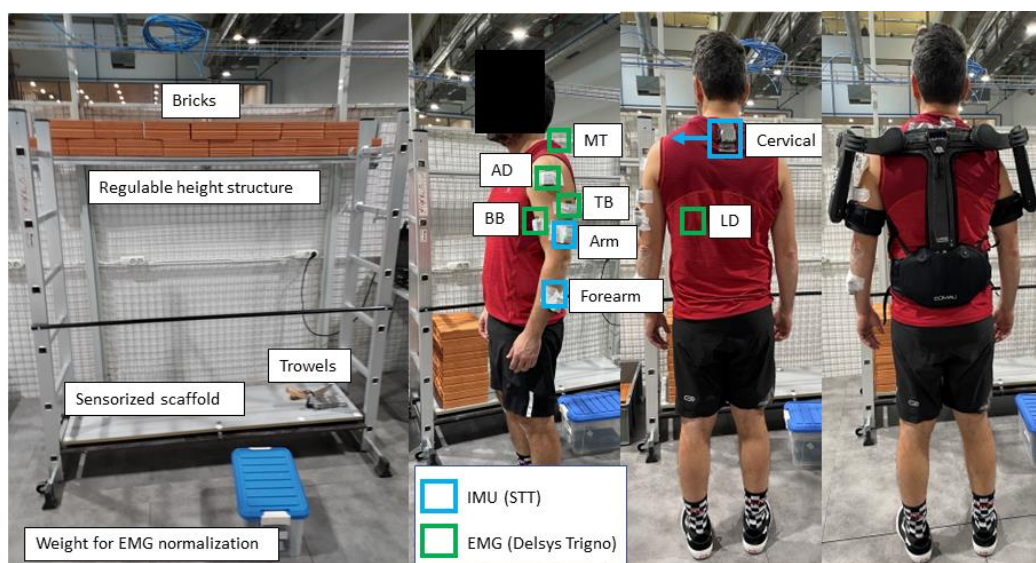 Bricks
Regulable height structure
Trowels
Sensorized scaffold
Weight for EMG normalization
MT
AD
TB
BB
Arm
Forearm
IMU (STT)
EMG (Delsys Trigno)
Cervical
LD
COMAU